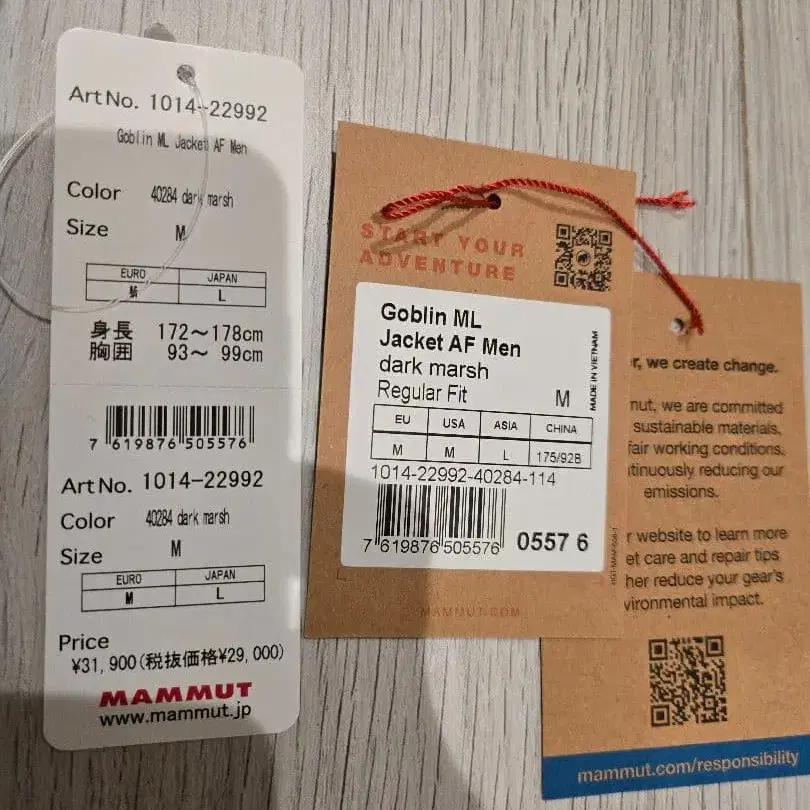 ArtNo. 1014-22992
Goblin ML Jacket AF Men
Color 40284 dark marsh
Size M
EURO JAPAN
M L
身長 172〜178cm
胸囲 93〜 99cm
7 619876 505576
ArtNo. 1014-22992
Color 40284 dark marsh
Size M
EURO JAPAN
M L
Price
¥31,900(税抜価格¥29,000)
MAMMUT
www.mammut.jp
START YOUR
ADVENTURE
Goblin ML
Jacket AF Men
dark marsh
Regular Fit M
MADE IN VIETNAM
EU USA ASIA CHINA
M M L 175/92B
1014-22992-40284-114
7 619876 505576
0557 6
MAMMUT.COM
r, we create change.
mut, we are committed
sustainable materials,
fair working conditions,
tinuously reducing our
emissions.
r website to learn more
et care and repair tips
her reduce your gear's
vironmental impact.
mammut.com/responsibility